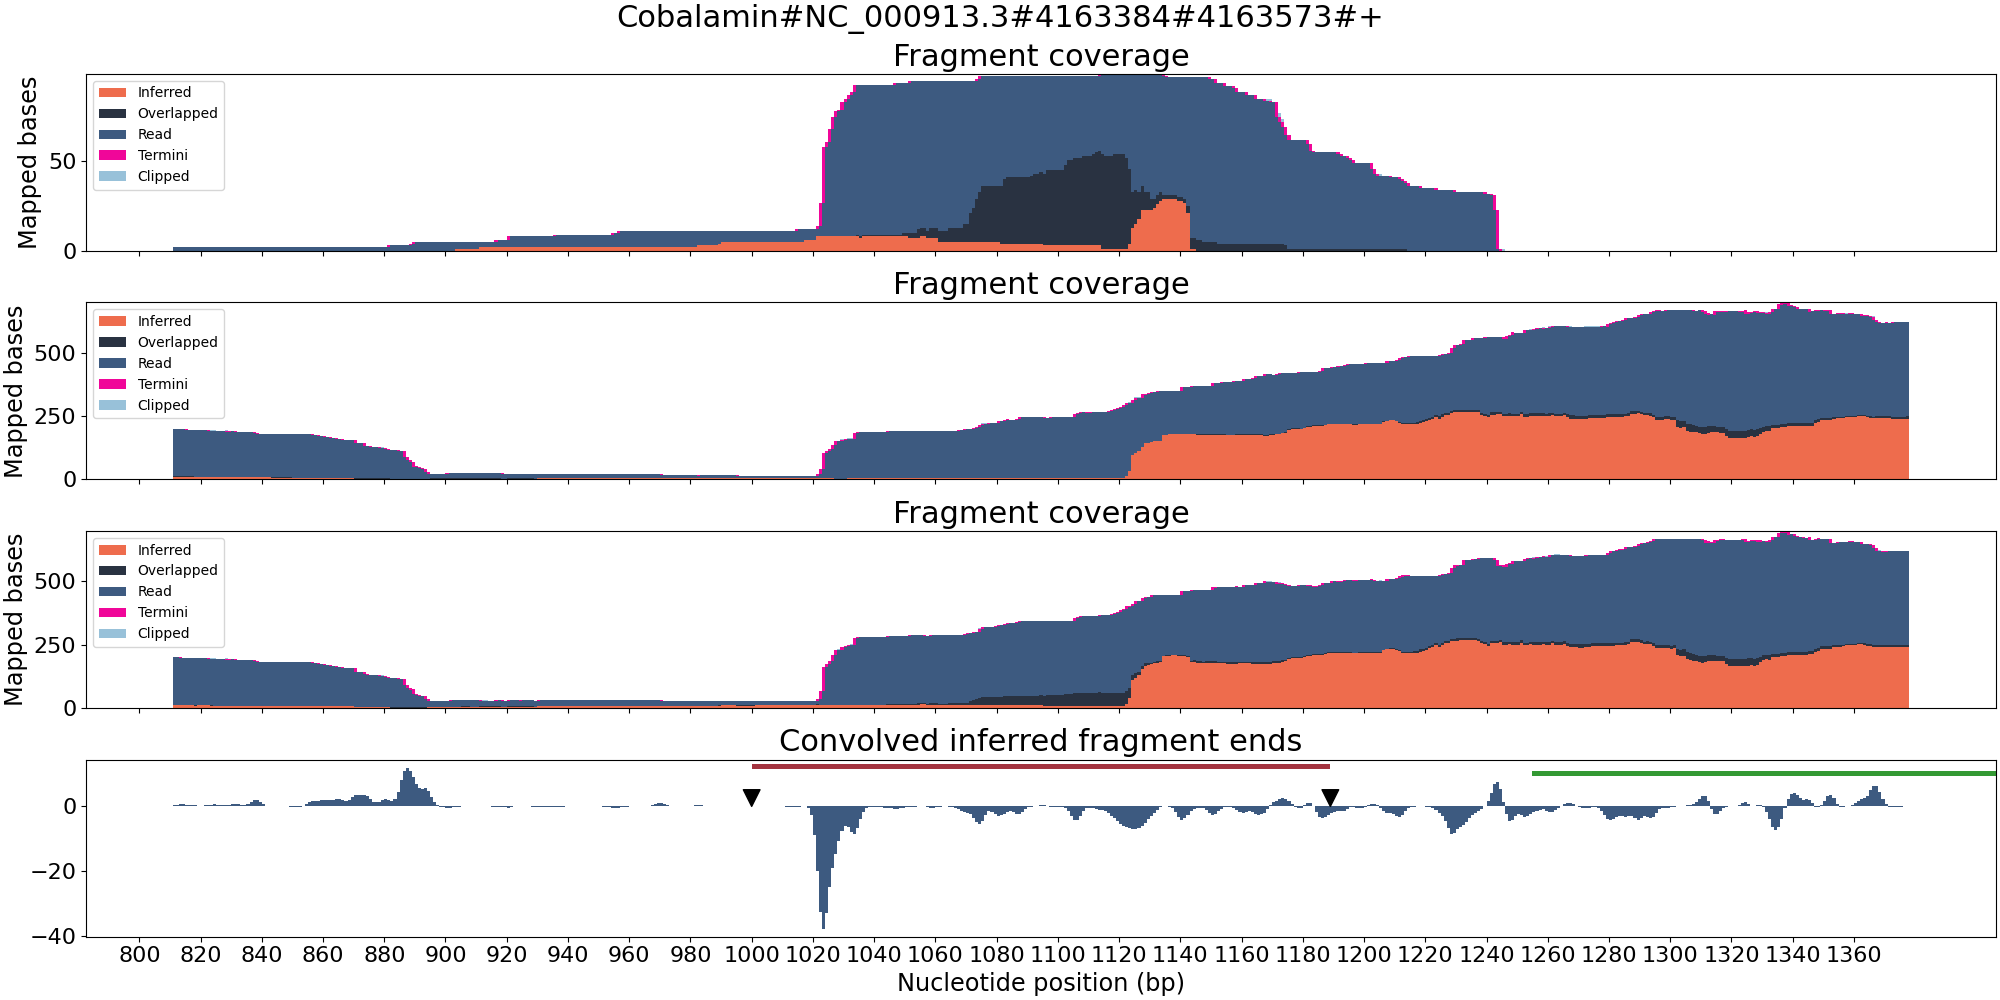 Cobalamin#NC_000913.3#4163384#4163573#+
Fragment coverage
Mapped bases
50
0
Inferred
Overlapped
Read
Termini
Clipped
Fragment coverage
Mapped bases
500
250
0
Inferred
Overlapped
Read
Termini
Clipped
Fragment coverage
Mapped bases
500
250
0
Inferred
Overlapped
Read
Termini
Clipped
Convolved inferred fragment ends
0
−20
−40
800 820 840 860 880 900 920 940 960 980 1000 1020 1040 1060 1080 1100 1120 1140 1160 1180 1200 1220 1240 1260 1280 1300 1320 1340 1360
Nucleotide position (bp)